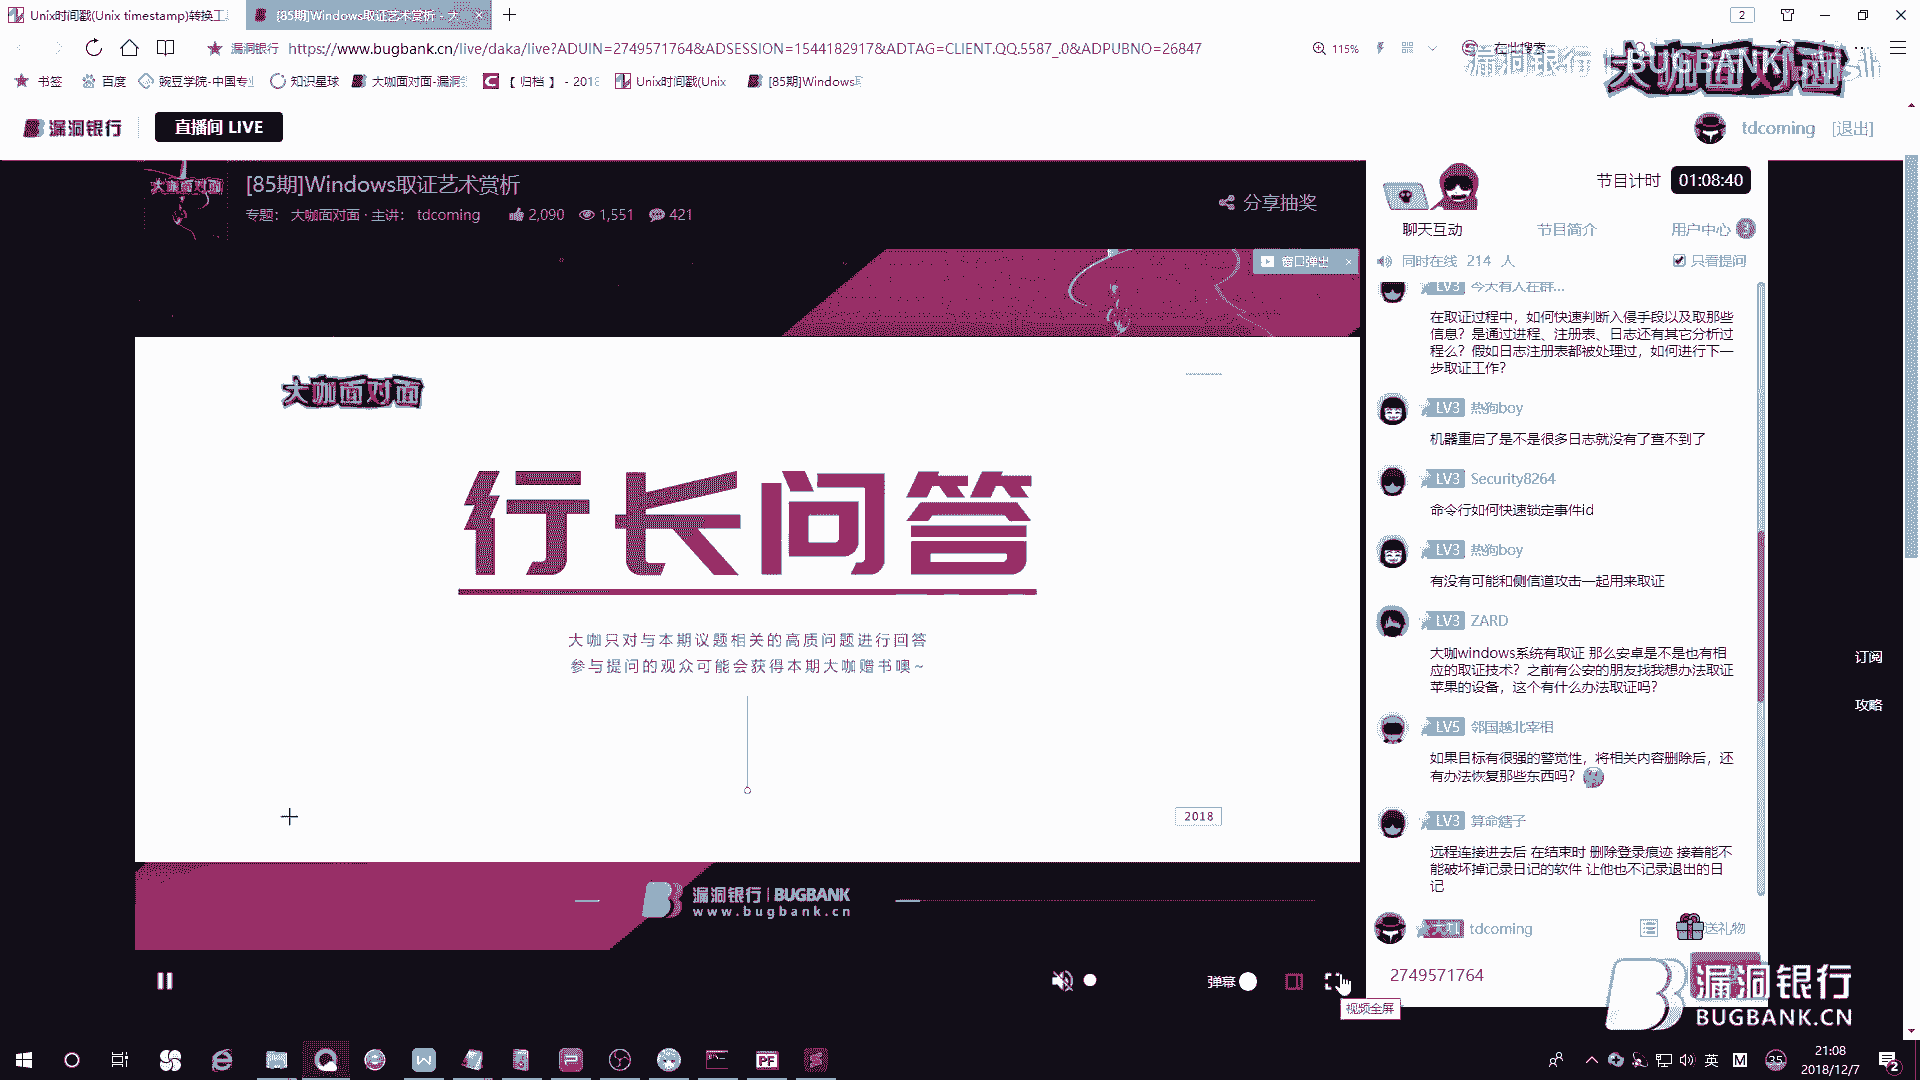 Unix时间戳(Unix timestamp)转换工
[85期]Windows取证艺术赏析 - 大
2
漏洞银行 https://www.bugbank.cn/live/daka/live?ADUIN=2749571764&ADSESSION=1544182917&ADTAG=CLIENT.QQ.5587_0&ADPUBNO=26847
115%
在此搜索
漏洞银行 BUGBANK
大咖面对面
书签
百度
豌豆学院-中国专业
知识星球
大咖面对面-漏洞银
【 归档 】 - 2018
Unix时间戳(Unix
[85期]Windows取
漏洞银行
直播间 LIVE
tdcoming [退出]
大咖面对面
[85期]Windows取证艺术赏析
专题： 大咖面对面 · 主讲： tdcoming
2,090 1,551 421
分享抽奖
节目计时 01:08:40
聊天互动 节目简介 用户中心 3
窗口弹出 ×
同时在线 214 人
只看提问
LV3 今天有人在群...
在取证过程中，如何快速判断入侵手段以及取那些
信息？是通过进程、注册表、日志还有其它分析过
程么？假如日志注册表都被处理过，如何进行下一
步取证工作？
LV3 热狗boy
机器重启了是不是很多日志就没有了查不到了
LV3 Security8264
命令行如何快速锁定事件id
LV3 热狗boy
有没有可能和侧信道攻击一起用来取证
LV3 ZARD
大咖windows系统有取证 那么安卓是不是也有相
应的取证技术？之前有公安的朋友找我想办法取证
苹果的设备，这个有什么办法取证吗？
LV5 邻国越北宰相
如果目标有很强的警觉性，将相关内容删除后，还
有办法恢复那些东西吗？
LV3 算命瞎子
远程连接进去后 在结束时 删除登录痕迹 接着能不
能破坏掉记录日记的软件 让他也不记录退出的日
记
大咖 tdcoming
送礼物
2749571764
大咖面对面
行长问答
大咖只对与本期议题相关的高质问题进行回答
参与提问的观众可能会获得本期大咖赠书噢~
2018
漏洞银行 | BUGBANK
www.bugbank.cn
弹幕
视频全屏
订阅
攻略
漏洞银行
BUGBANK.CN
英
M
35
21:08
2018/12/7
2